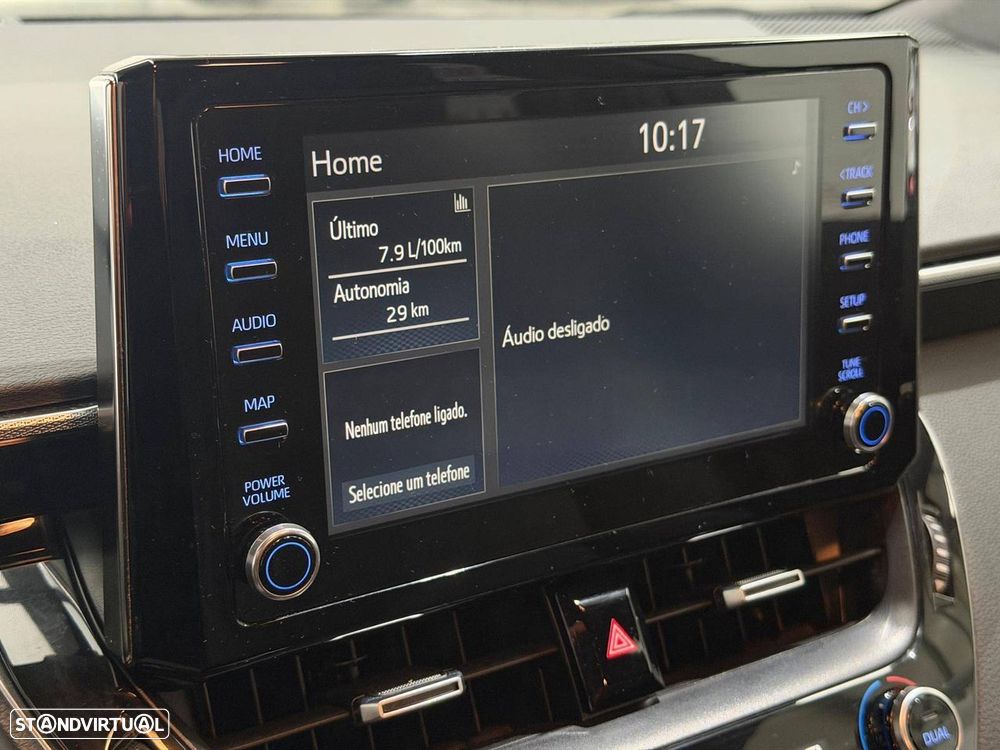 HOME
MENU
AUDIO
MAP
POWER
VOLUME
Home
10:17
Último
7.9 L/100km
Autonomia
29 km
Nenhum telefone ligado.
Selecione um telefone
Áudio desligado
CH >
< TRACK
PHONE
SETUP
TUNE
SCROLL
DUAL
STANDVIRTUAL